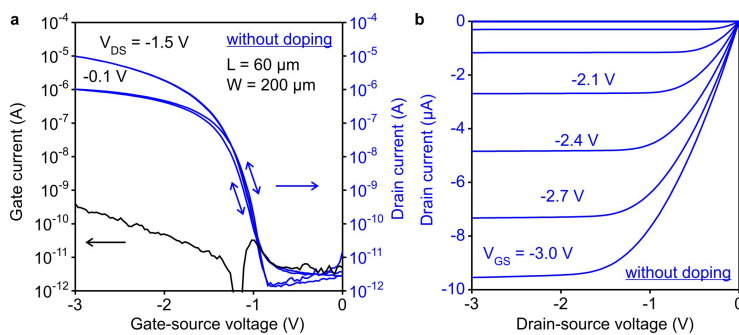 a
10⁻⁴
10⁻⁵
10⁻⁶
10⁻⁷
10⁻⁸
10⁻⁹
10⁻¹⁰
10⁻¹¹
10⁻¹²
Gate current (A)
V_DS = -1.5 V
-0.1 V
without doping
L = 60 µm
W = 200 µm
10⁻⁴
10⁻⁵
10⁻⁶
10⁻⁷
10⁻⁸
10⁻⁹
10⁻¹⁰
10⁻¹¹
10⁻¹²
Drain current (A)
-3
-2
-1
0
Gate-source voltage (V)
b
0
-2
-4
-6
-8
-10
Drain current (µA)
-2.1 V
-2.4 V
-2.7 V
V_GS = -3.0 V
without doping
-3
-2
-1
0
Drain-source voltage (V)